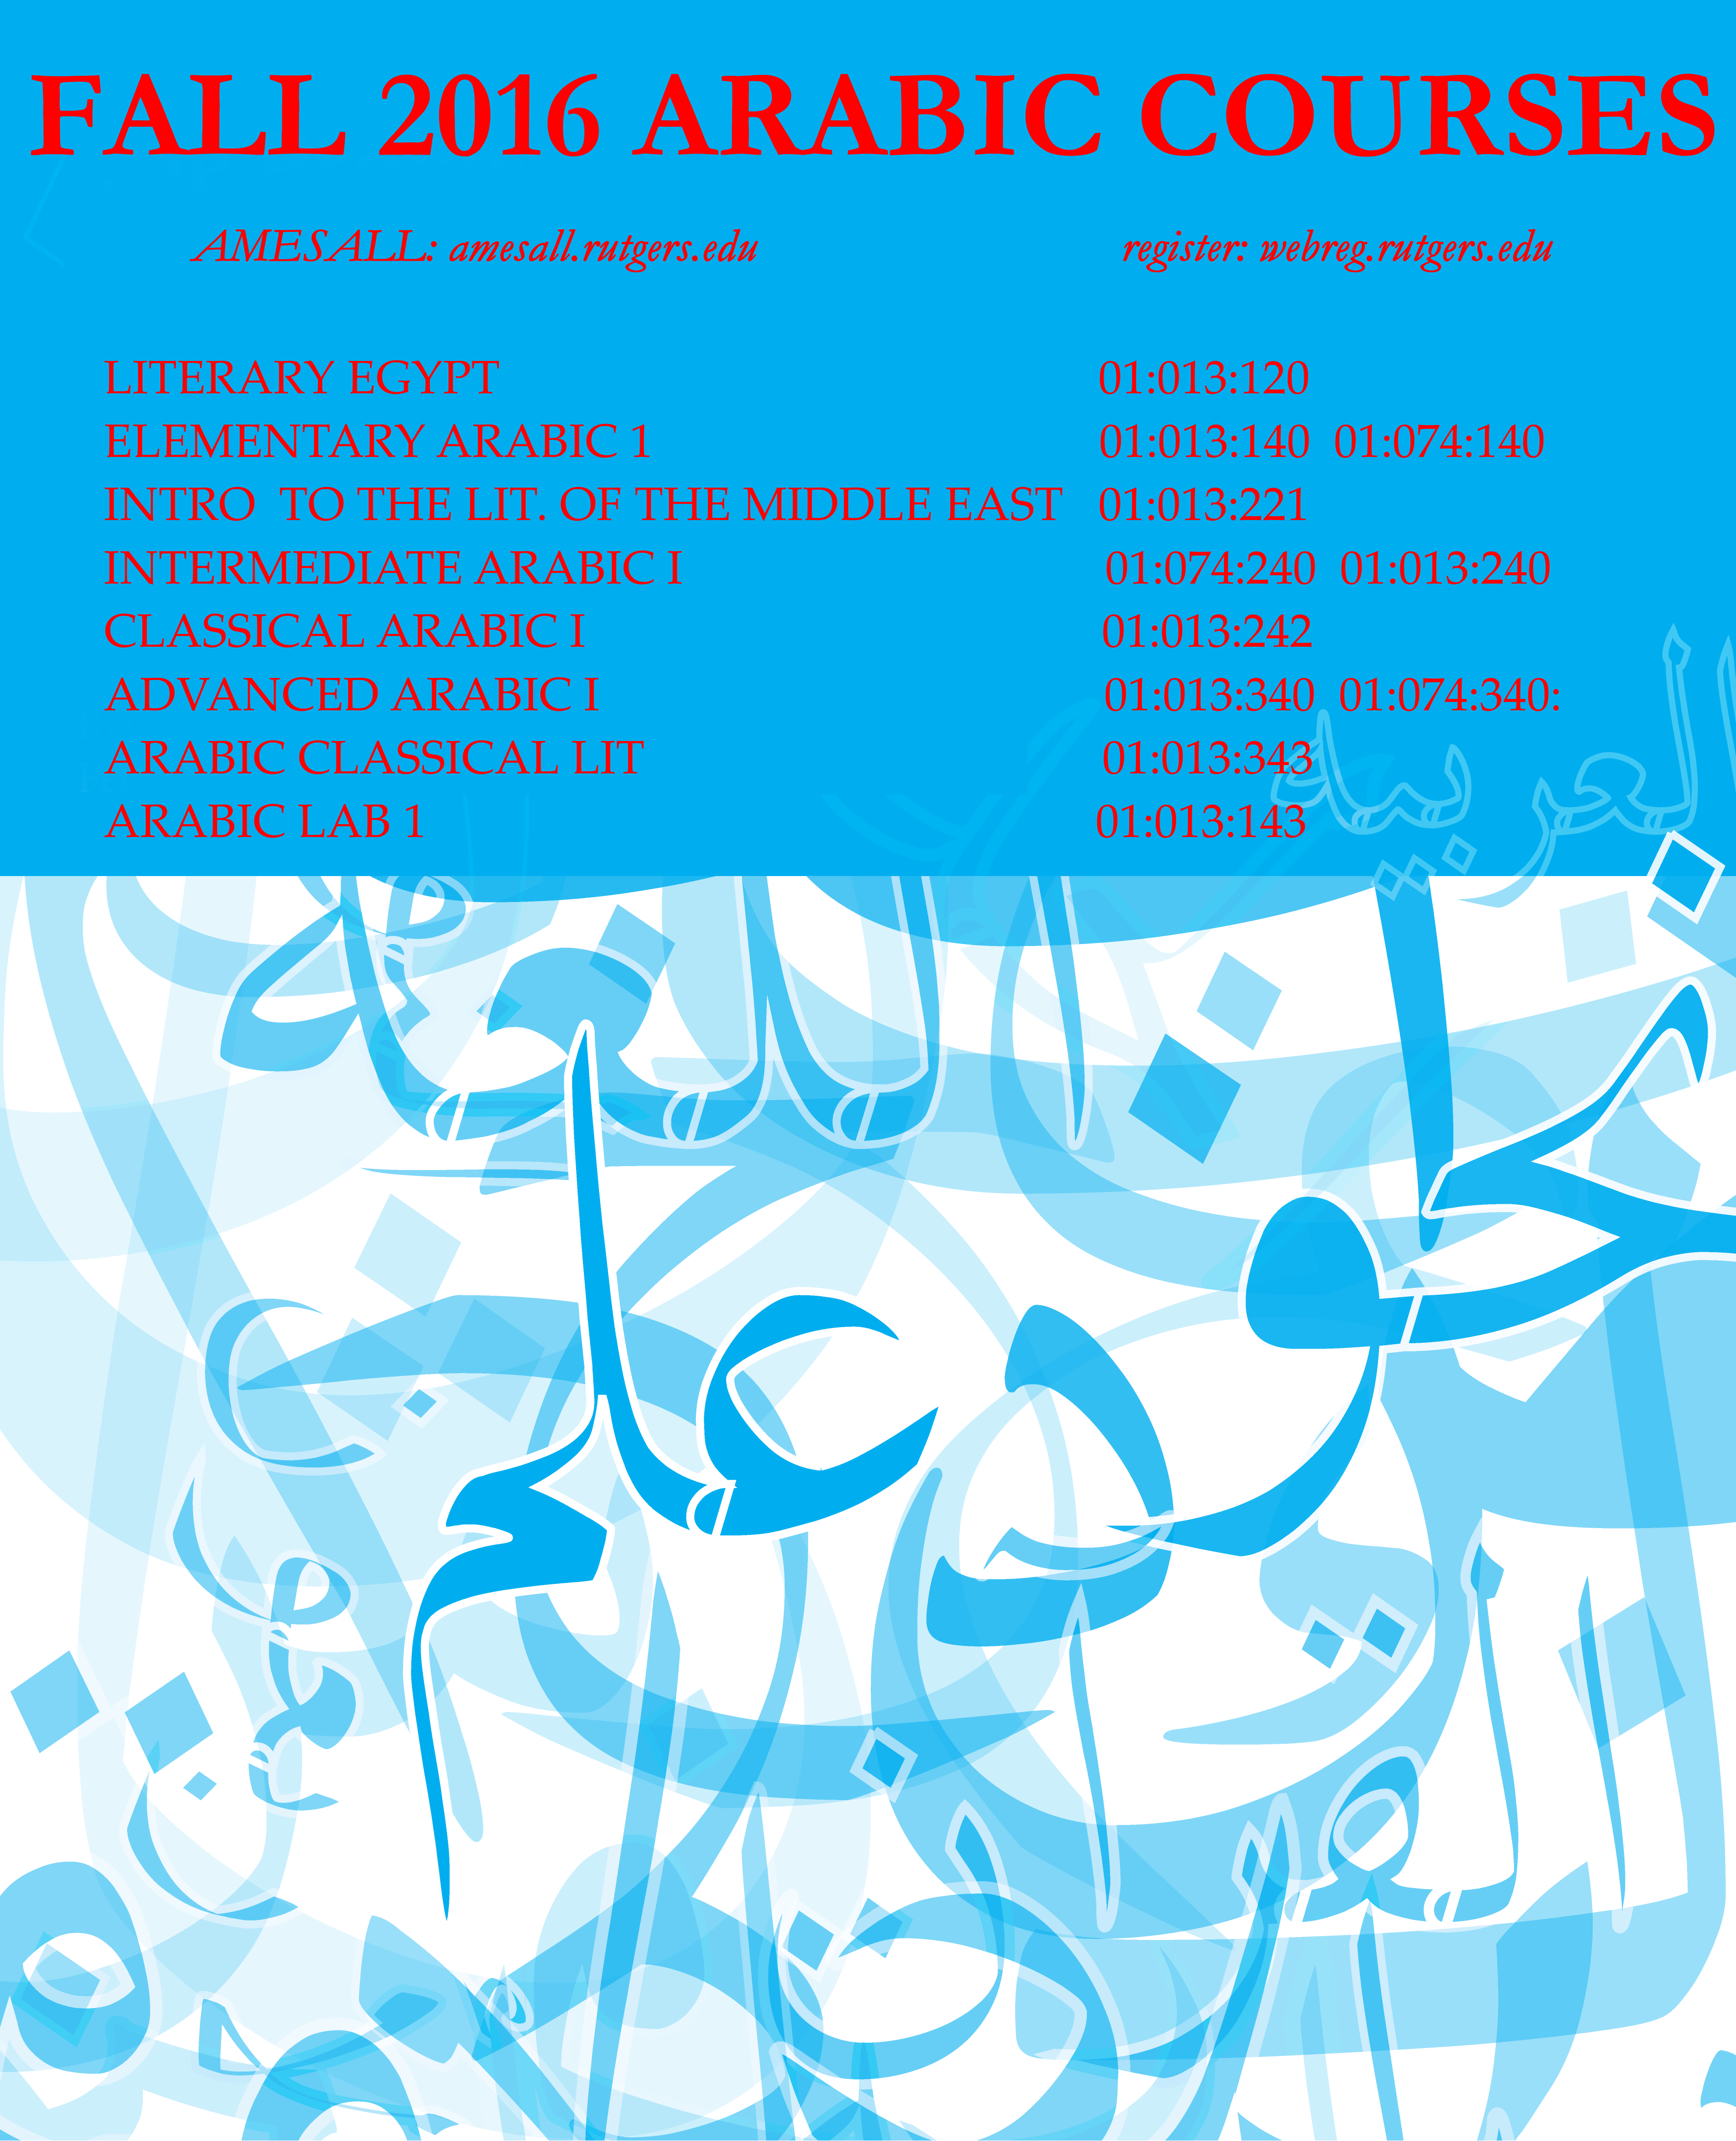 FALL 2016 ARABIC COURSES
AMESALL: amesall.rutgers.edu register: webreg.rutgers.edu
LITERARY EGYPT 01:013:120
ELEMENTARY ARABIC 1 01:013:140 01:074:140
INTRO TO THE LIT. OF THE MIDDLE EAST 01:013:221
INTERMEDIATE ARABIC I 01:074:240 01:013:240
CLASSICAL ARABIC I 01:013:242
ADVANCED ARABIC I 01:013:340 01:074:340:
ARABIC CLASSICAL LIT 01:013:343
ARABIC LAB 1 01:013:143